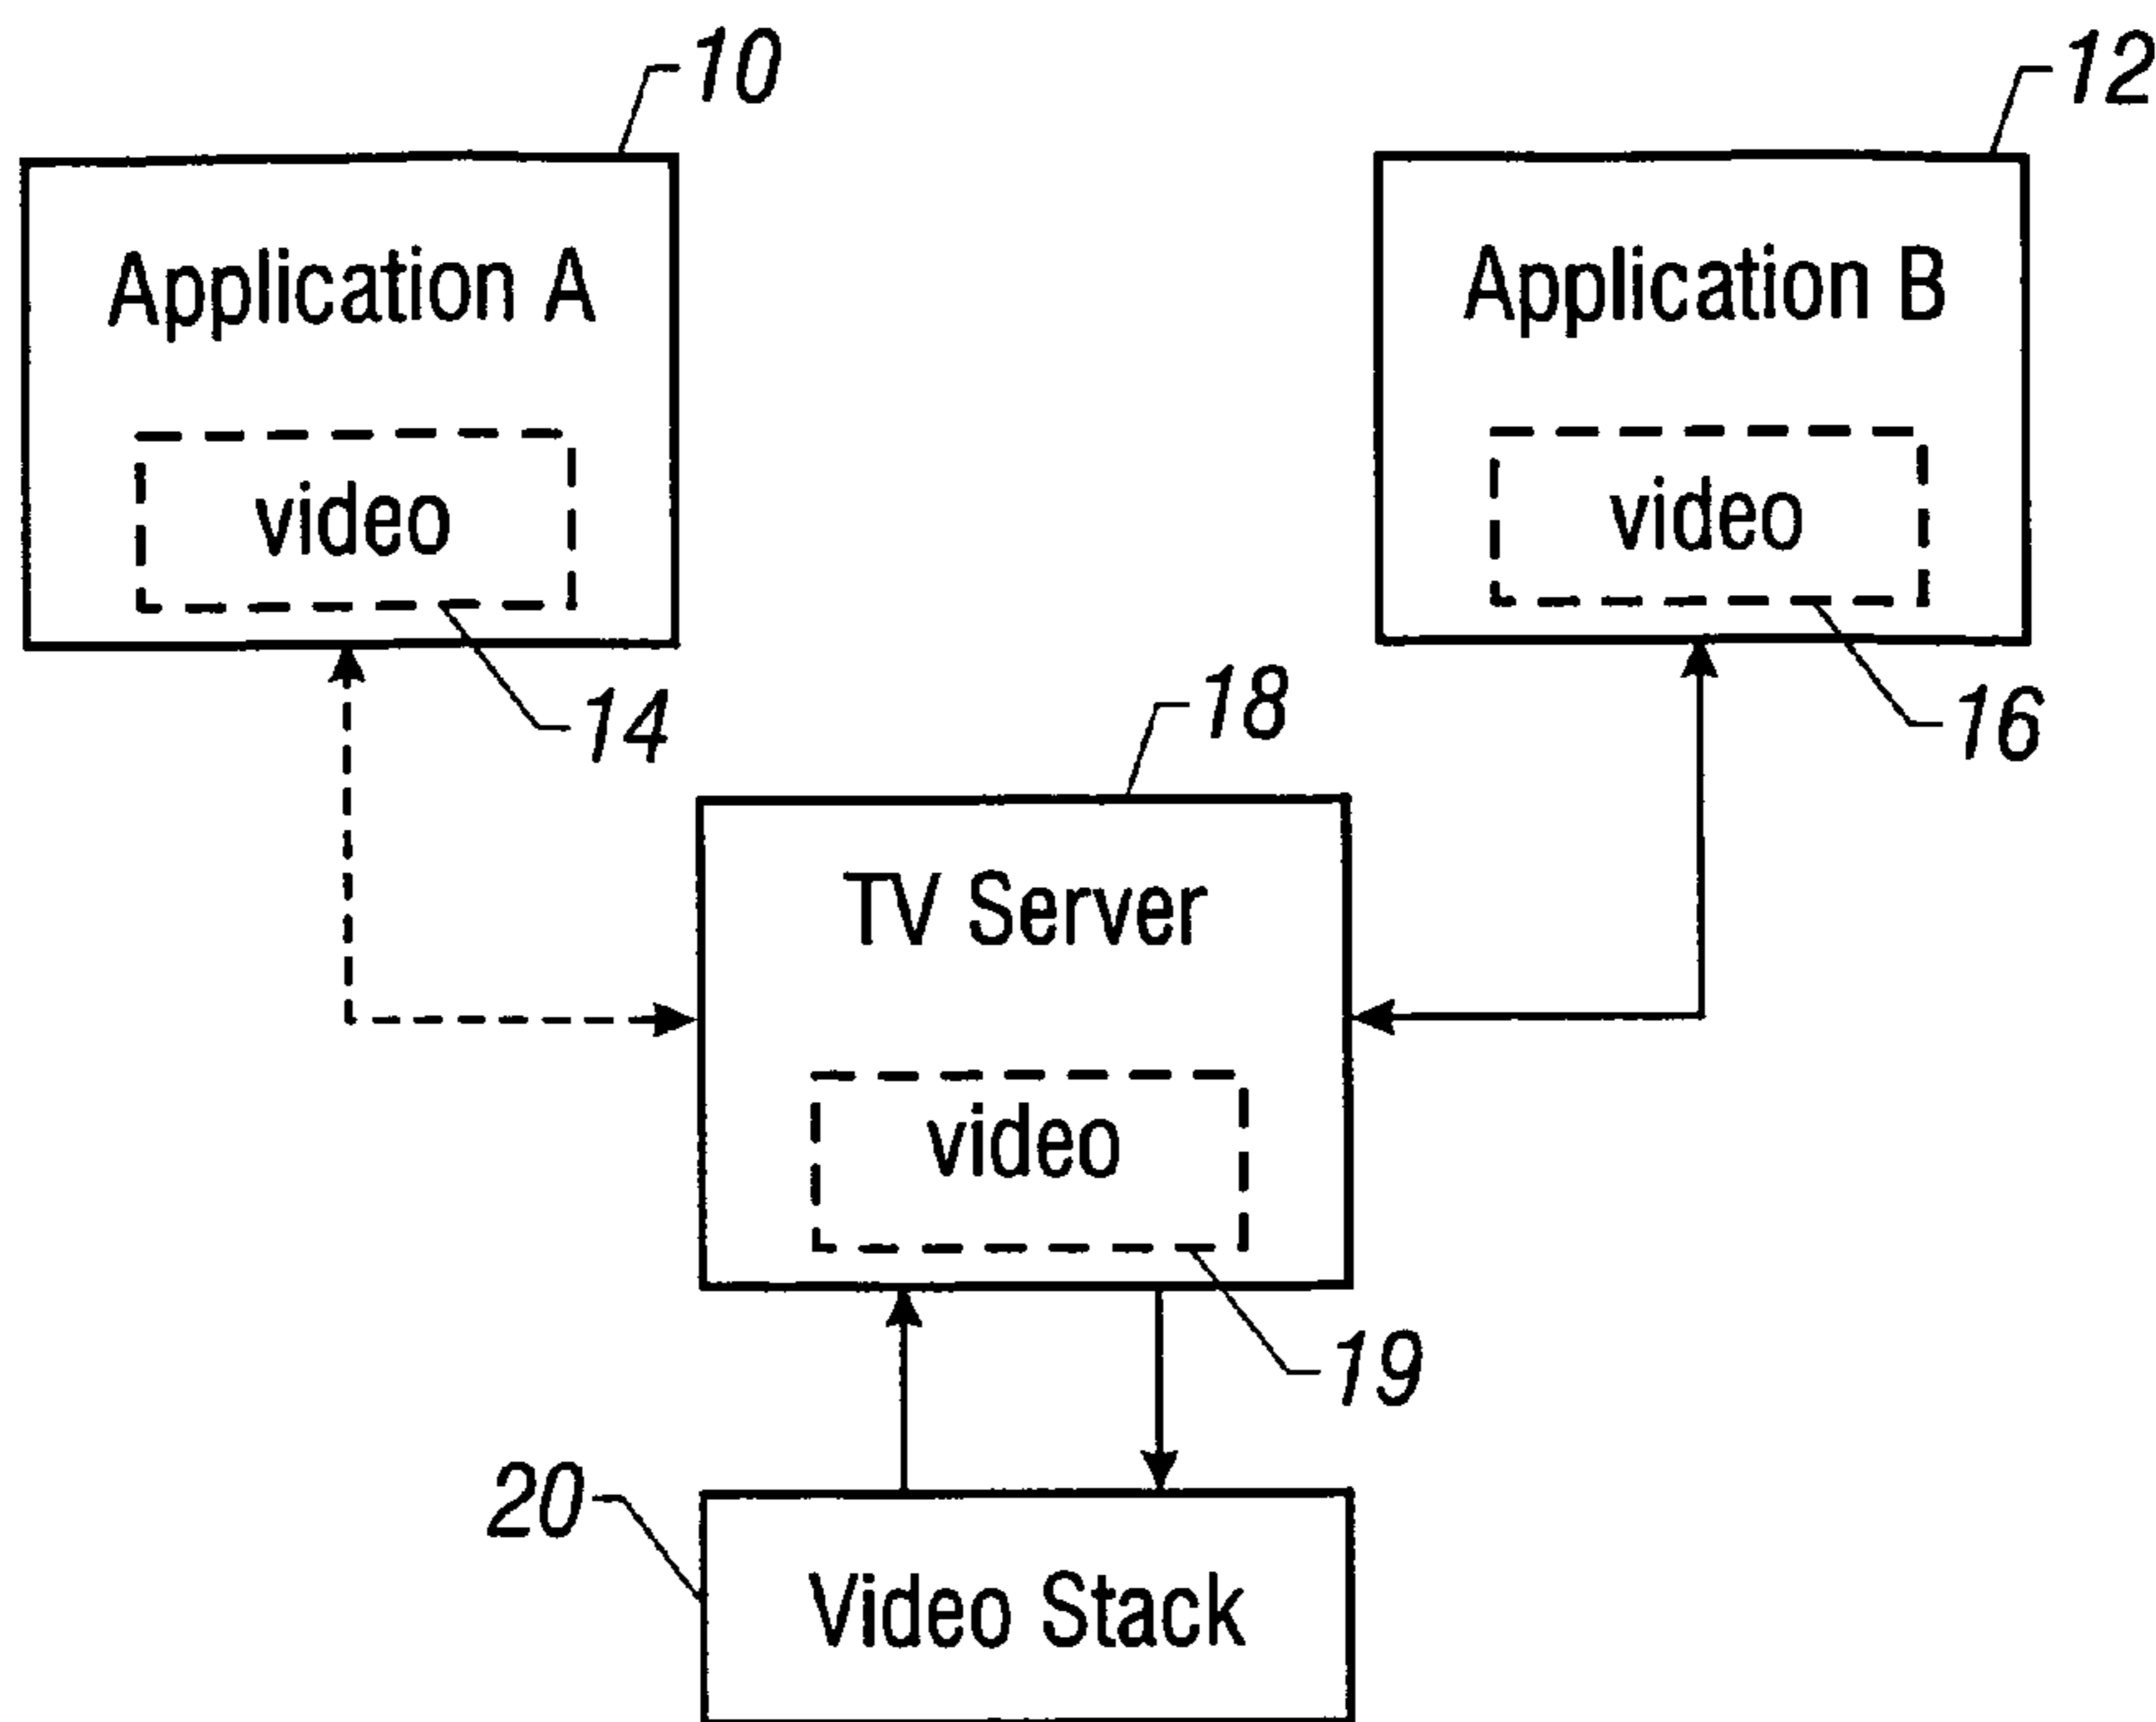 10
12
Application A
Application B
video
video
14
16
18
TV Server
video
19
20
Video Stack